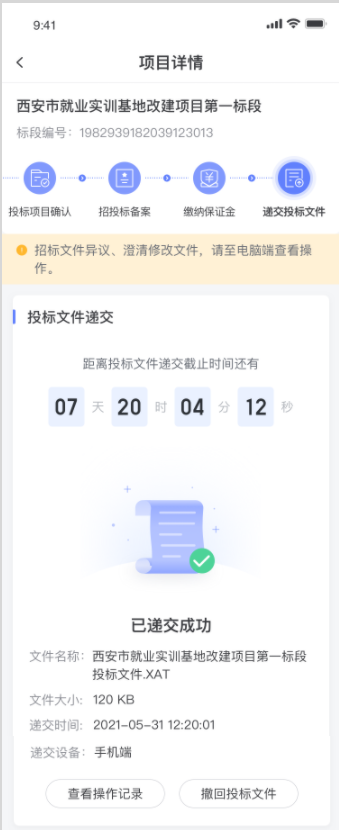 9:41
项目详情
西安市就业实训基地改建项目第一标段
标段编号：1982939182039123013
投标项目确认 招投标备案 缴纳保证金 递交投标文件
招标文件异议、澄清修改文件，请至电脑端查看操
作。
投标文件递交
距离投标文件递交截止时间还有
07 天 20 时 04 分 12 秒
已递交成功
文件名称: 西安市就业实训基地改建项目第一标段
投标文件.XAT
文件大小: 120 KB
递交时间: 2021-05-31 12:20:01
递交设备: 手机端
查看操作记录 撤回投标文件